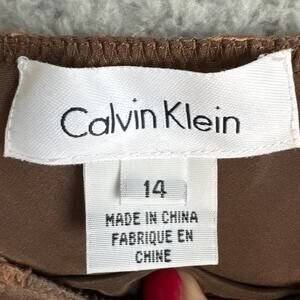 Calvin Klein
14
MADE IN CHINA
FABRIQUE EN
CHINE